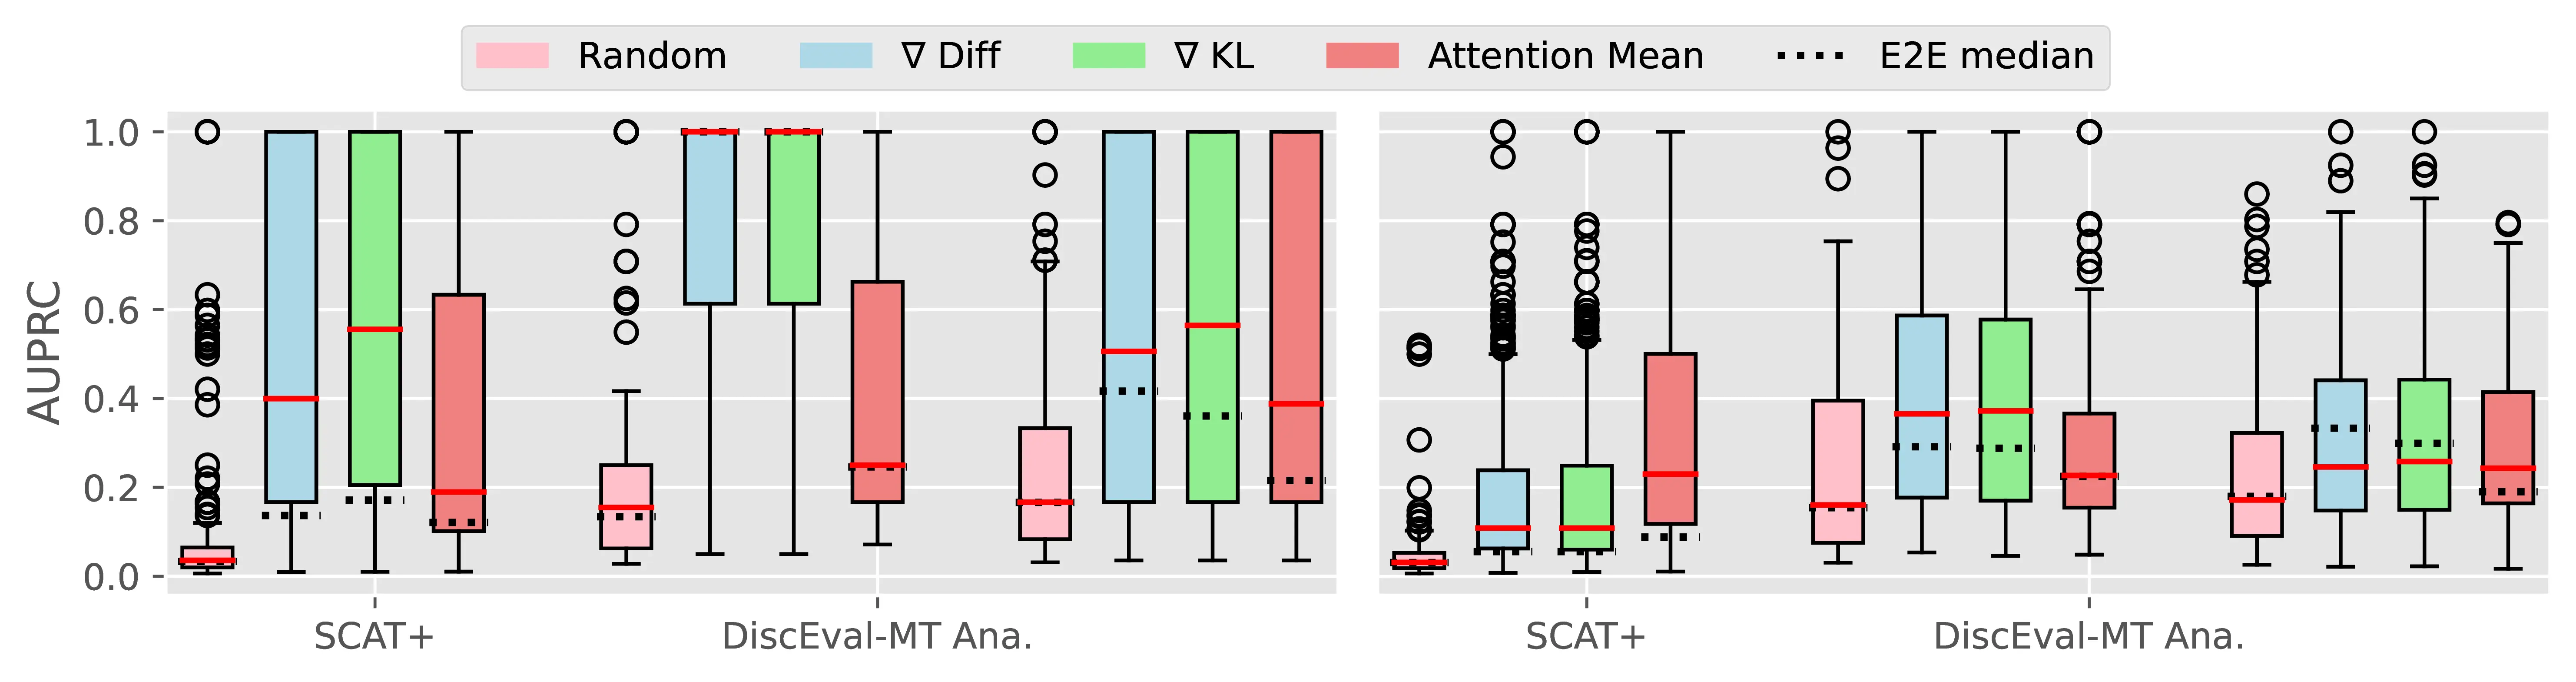 Random ∇ Diff ∇ KL Attention Mean E2E median
AUPRC
1.0
0.8
0.6
0.4
0.2
0.0
SCAT+ DiscEval-MT Ana. SCAT+ DiscEval-MT Ana.